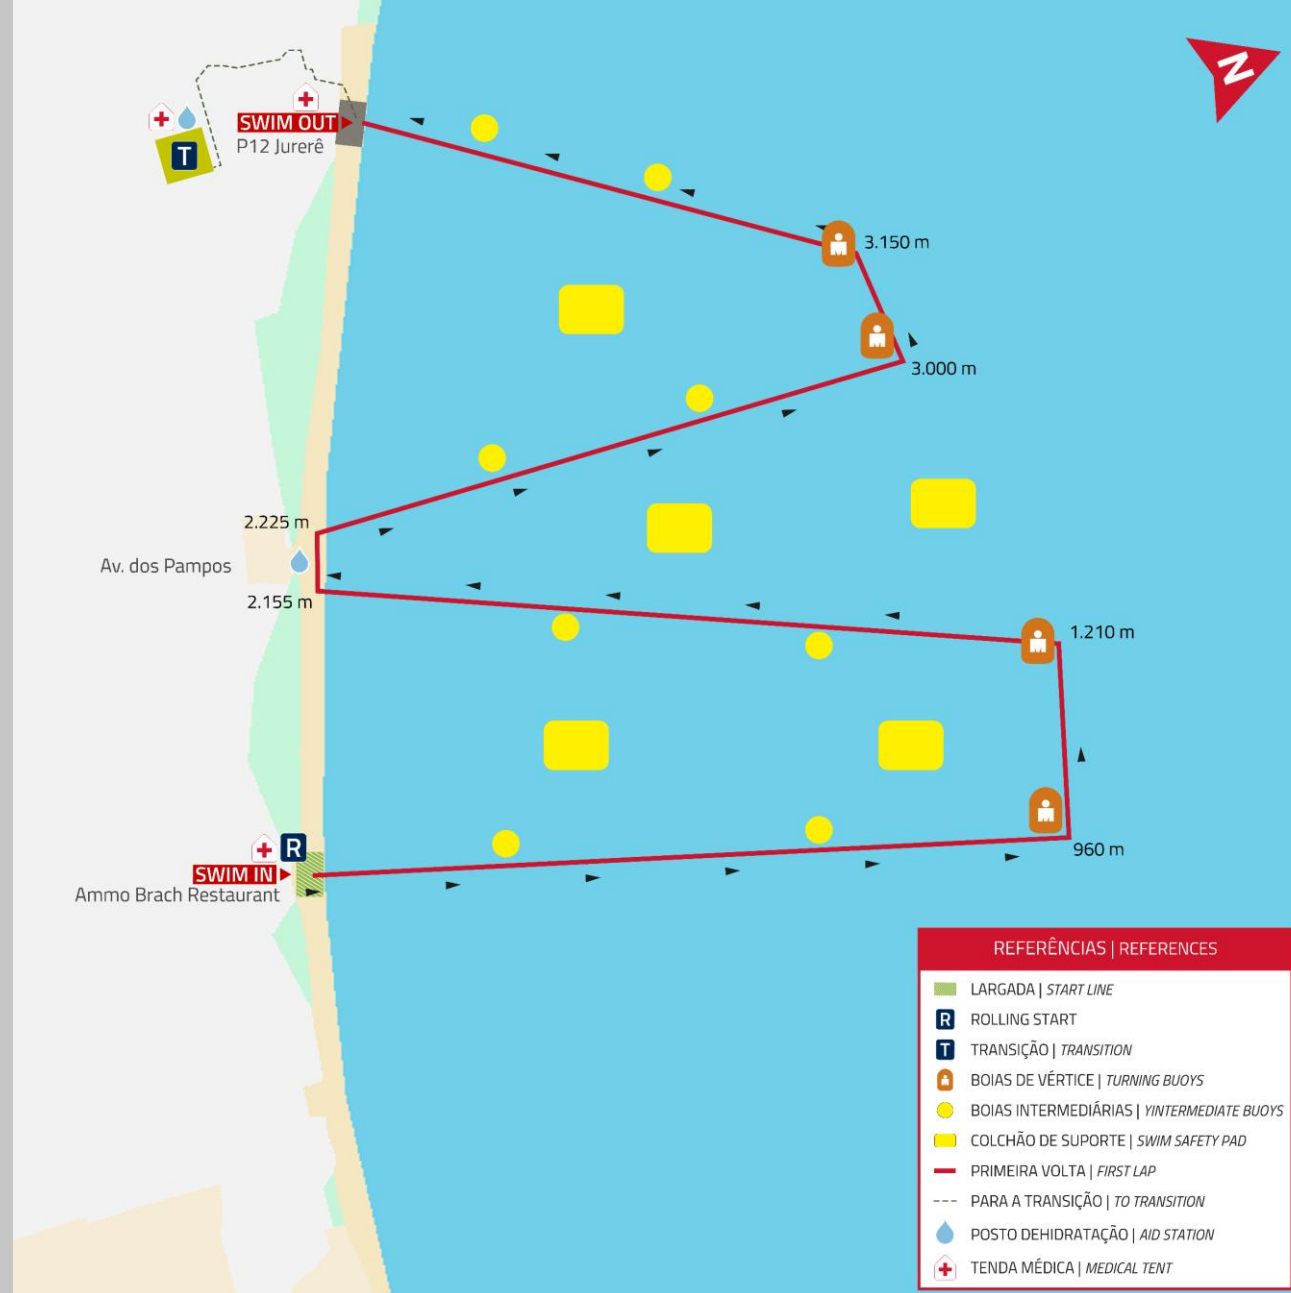 N
SWIM OUT
P12 Jurerê
T
3.150 m
3.000 m
2.225 m
Av. dos Pampos
2.155 m
1.210 m
R
SWIM IN
Ammo Brach Restaurant
960 m
REFERÊNCIAS | REFERENCES
LARGADA | START LINE
R ROLLING START
T TRANSIÇÃO | TRANSITION
BOIAS DE VÉRTICE | TURNING BUOYS
BOIAS INTERMEDIÁRIAS | YINTERMEDIATE BUOYS
COLCHÃO DE SUPORTE | SWIM SAFETY PAD
PRIMEIRA VOLTA | FIRST LAP
PARA A TRANSIÇÃO | TO TRANSITION
POSTO DEHIDRATAÇÃO | AID STATION
TENDA MÉDICA | MEDICAL TENT